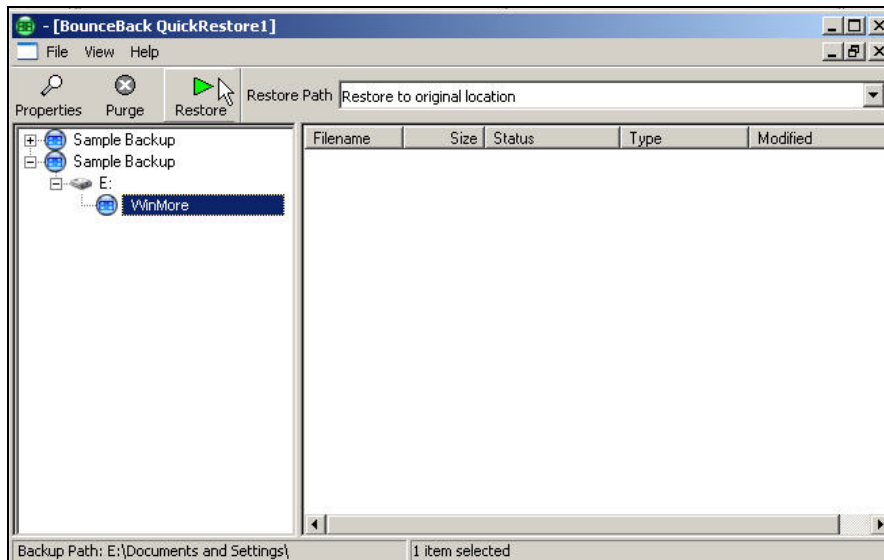 - [BounceBack QuickRestore1]
File View Help
Properties Purge Restore Restore Path Restore to original location
Sample Backup
Sample Backup
E:
WinMore
Filename Size Status Type Modified
Backup Path: E:\Documents and Settings\ 1 item selected